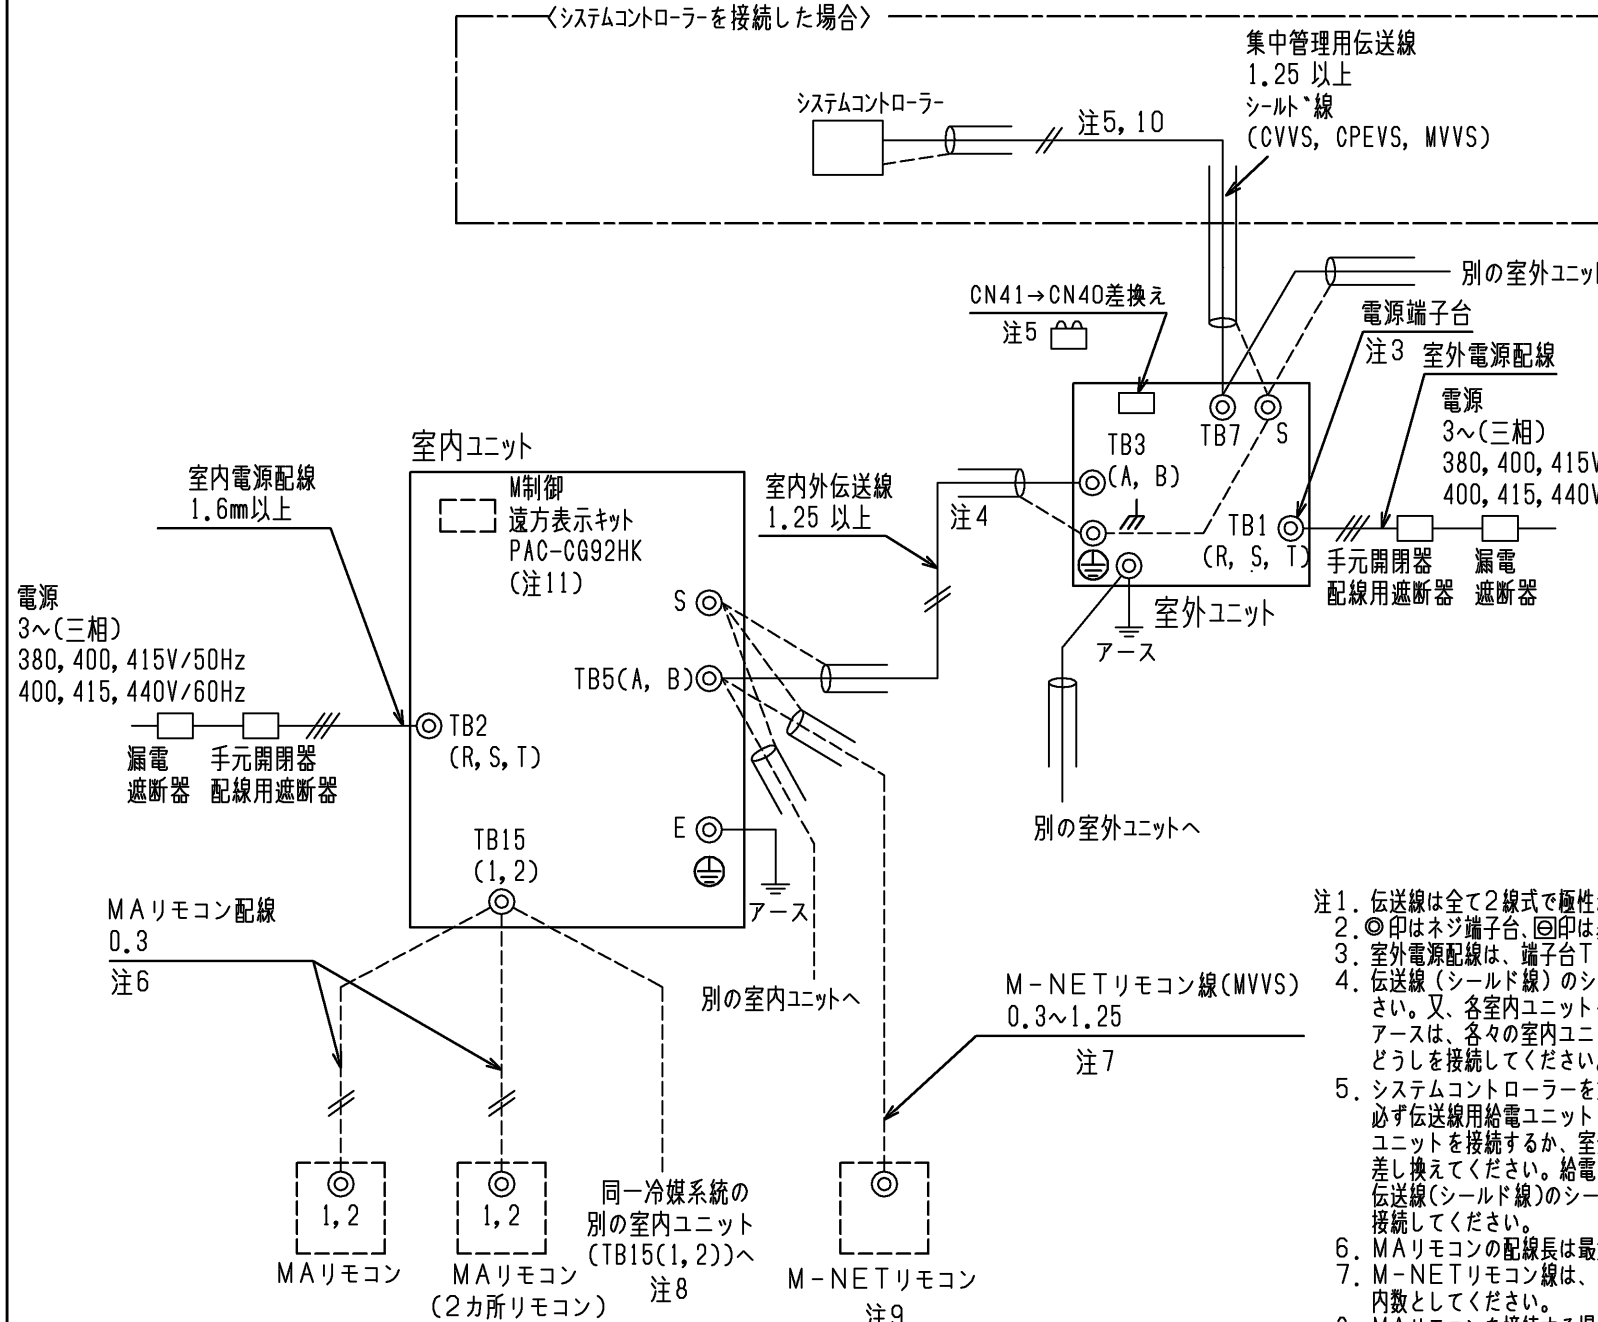 〈システムコントローラーを接続した場合〉
集中管理用伝送線
1.25 以上
シールド線
(CVVS, CPEVS, MVVS)
システムコントローラー
注5, 10
別の室外ユニッ
CN41→CN40差換え
注5
電源端子台
注3
室外電源配線
電源
3~(三相)
380, 400, 415V
400, 415, 440V
TB7
S
TB3
(A, B)
TB1
(R, S, T)
手元開閉器
配線用遮断器
漏電
遮断器
室外ユニット
アース
別の室外ユニットへ
室内ユニット
M制御
遠方表示キット
PAC-CG92HK
(注11)
室内電源配線
1.6mm以上
室内外伝送線
1.25 以上
注4
電源
3~(三相)
380, 400, 415V/50Hz
400, 415, 440V/60Hz
漏電
遮断器
手元開閉器
配線用遮断器
S
TB5(A, B)
TB2
(R, S, T)
E
アース
TB15
(1, 2)
MAリモコン配線
0.3
注6
別の室内ユニットへ
M-NETリモコン線(MVVS)
0.3~1.25
注7
1, 2
MAリモコン
1, 2
MAリモコン
(2カ所リモコン)
同一冷媒系統の
別の室内ユニット
(TB15(1, 2))へ
注8
M-NETリモコン
注9
注1. 伝送線は全て2線式で極性
2. ◎印はネジ端子台、印は
3. 室外電源配線は、端子台T
4. 伝送線(シールド線)のシ
さい。又、各室内ユニット
アースは、各々の室内ユニ
どうしを接続してください。
5. システムコントローラーを
必ず伝送線用給電ユニット
ユニットを接続するか、室
差し換えてください。給電
伝送線(シールド線)のシー
接続してください。
6. MAリモコンの配線長は最
7. M-NETリモコン線は、
内数としてください。